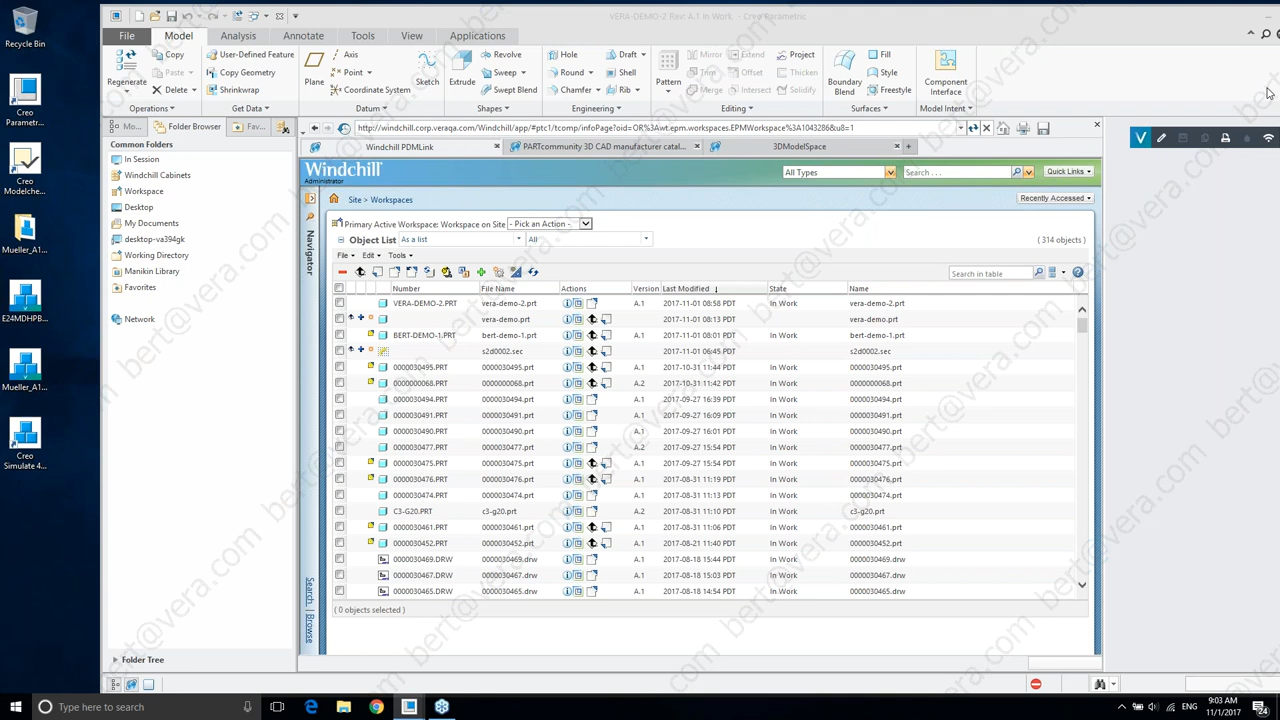 VERA-DEMO-2 Rev: A.1 In Work - Creo Parametric
Recycle Bin
Creo Parametr...
Creo Modelche...
Mueller_A1...
E24MDHPB...
Mueller_A1...
Creo Simulate 4...
File Model Analysis Annotate Tools View Applications
Regenerate Copy Paste Delete
User-Defined Feature Copy Geometry Shrinkwrap
Plane Axis Point Coordinate System Sketch
Extrude Revolve Sweep Swept Blend
Hole Round Chamfer Draft Shell Rib
Pattern Mirror Trim Merge Extend Offset Intersect Project Thicken Solidify
Boundary Blend Fill Style Freestyle
Component Interface
Operations Get Data Datum Shapes Engineering Editing Surfaces Model Intent
Mo... Folder Browser Fav...
Common Folders
In Session
Windchill Cabinets
Workspace
Desktop
My Documents
desktop-va394gk
Working Directory
Manikin Library
Favorites
Network
Folder Tree
http://windchill.corp.veraqa.com/Windchill/app/#ptc1/tcomp/infoPage?oid=OR%3Awt.epm.workspaces.EPMWorkspace%3A1043286&u8=1
Windchill PDMLink PARTcommunity 3D CAD manufacturer catal... 3DModelSpace
Windchill
Administrator
All Types Search . . . Quick Links
Site > Workspaces Recently Accessed
Navigator
Search | Browse
Primary Active Workspace: Workspace on Site - Pick an Action -
Object List As a list All ( 314 objects)
File Edit Tools
Search in table
Number File Name Actions Version Last Modified State Name
VERA-DEMO-2.PRT vera-demo-2.prt A.1 2017-11-01 08:58 PDT In Work vera-demo-2.prt
vera-demo.prt 2017-11-01 08:13 PDT vera-demo.prt
BERT-DEMO-1.PRT bert-demo-1.prt A.1 2017-11-01 08:01 PDT In Work bert-demo-1.prt
s2d0002.sec 2017-11-01 06:45 PDT s2d0002.sec
0000030495.PRT 0000030495.prt A.1 2017-10-31 11:44 PDT In Work 0000030495.prt
0000000068.PRT 0000000068.prt A.2 2017-10-31 11:42 PDT In Work 0000000068.prt
0000030494.PRT 0000030494.prt A.1 2017-09-27 16:39 PDT In Work 0000030494.prt
0000030491.PRT 0000030491.prt A.1 2017-09-27 16:09 PDT In Work 0000030491.prt
0000030490.PRT 0000030490.prt A.1 2017-09-27 16:01 PDT In Work 0000030490.prt
0000030477.PRT 0000030477.prt A.2 2017-09-27 15:54 PDT In Work 0000030477.prt
0000030475.PRT 0000030475.prt A.1 2017-09-27 15:54 PDT In Work 0000030475.prt
0000030476.PRT 0000030476.prt A.1 2017-08-31 11:19 PDT In Work 0000030476.prt
0000030474.PRT 0000030474.prt A.1 2017-08-31 11:13 PDT In Work 0000030474.prt
C3-G20.PRT c3-g20.prt A.2 2017-08-31 11:10 PDT In Work c3-g20.prt
0000030461.PRT 0000030461.prt A.1 2017-08-31 11:06 PDT In Work 0000030461.prt
0000030452.PRT 0000030452.prt A.1 2017-08-21 11:40 PDT In Work 0000030452.prt
0000030469.DRW 0000030469.drw A.1 2017-08-18 15:44 PDT In Work 0000030469.drw
0000030467.DRW 0000030467.drw A.1 2017-08-18 15:03 PDT In Work 0000030467.drw
0000030465.DRW 0000030465.drw A.1 2017-08-18 14:54 PDT In Work 0000030465.drw
( 0 objects selected )
bert@vera.com
Type here to search
ENG
9:03 AM
11/1/2017
24